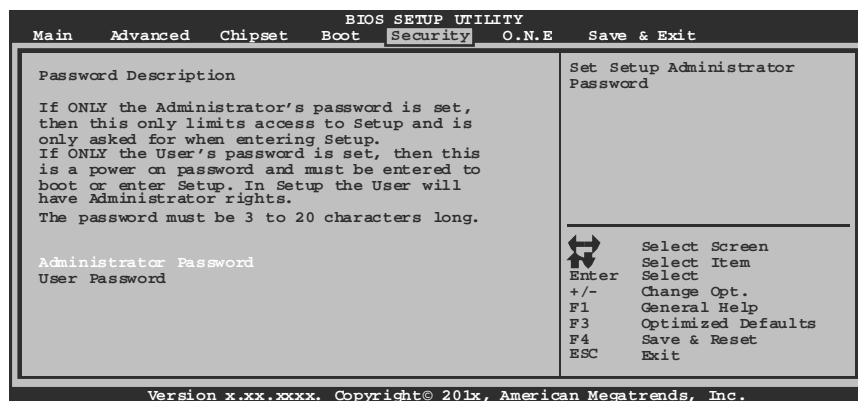 BIOS SETUP UTILITY
Main Advanced Chipset Boot Security O.N.E Save & Exit
Password Description
If ONLY the Administrator's password is set,
then this only limits access to Setup and is
only asked for when entering Setup.
If ONLY the User's password is set, then this
is a power on password and must be entered to
boot or enter Setup. In Setup the User will
have Administrator rights.
The password must be 3 to 20 characters long.
Administrator Password
User Password
Set Setup Administrator
Password
Select Screen
Select Item
Enter Select
+/- Change Opt.
F1 General Help
F3 Optimized Defaults
F4 Save & Reset
ESC Exit
Version x.xx.xxxx. Copyright© 201x, American Megatrends, Inc.